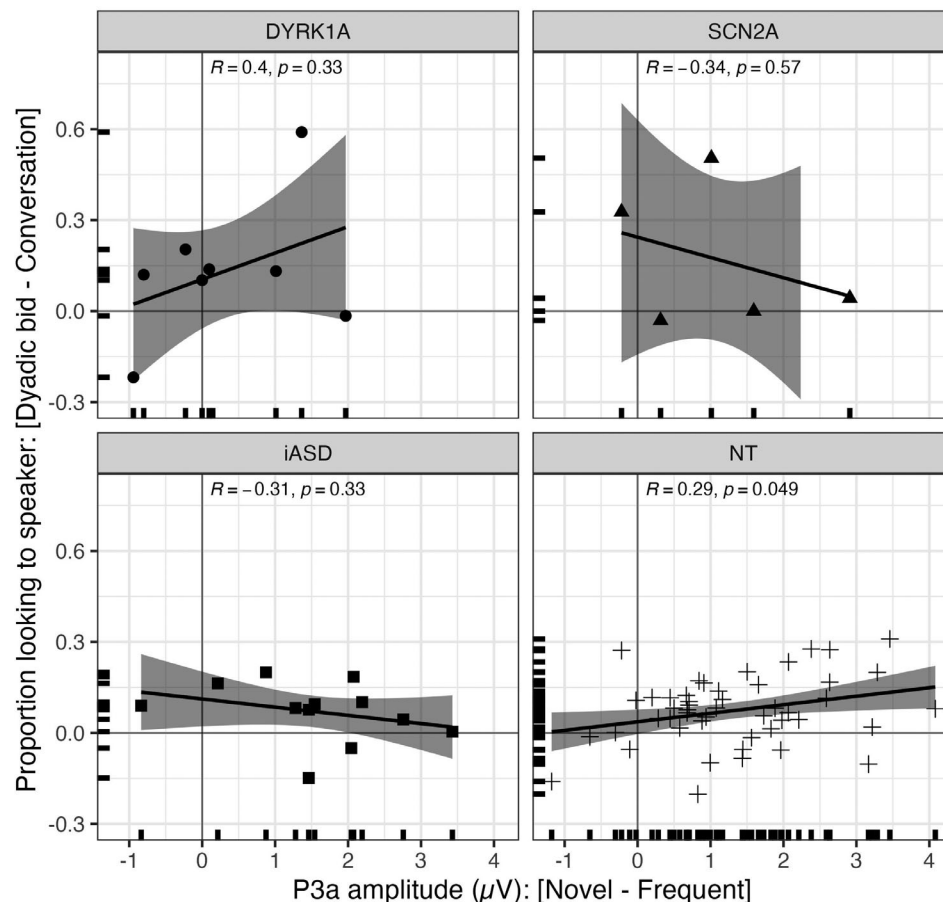 DYRK1A
SCN2A
R = 0.4, p = 0.33
R = −0.34, p = 0.57
0.6
0.3
0.0
-0.3
iASD
NT
R = −0.31, p = 0.33
R = 0.29, p = 0.049
0.6
0.3
0.0
-0.3
-1 0 1 2 3 4
-1 0 1 2 3 4
Proportion looking to speaker: [Dyadic bid - Conversation]
P3a amplitude (µV): [Novel - Frequent]